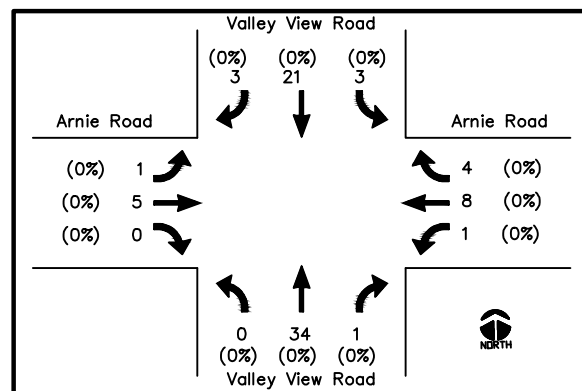 Valley View Road
(0%) (0%) (0%)
3 21 3
Arnie Road Arnie Road
(0%) 1 4 (0%)
(0%) 5 8 (0%)
(0%) 0 1 (0%)
0 34 1
(0%) (0%) (0%)
Valley View Road
NORTH